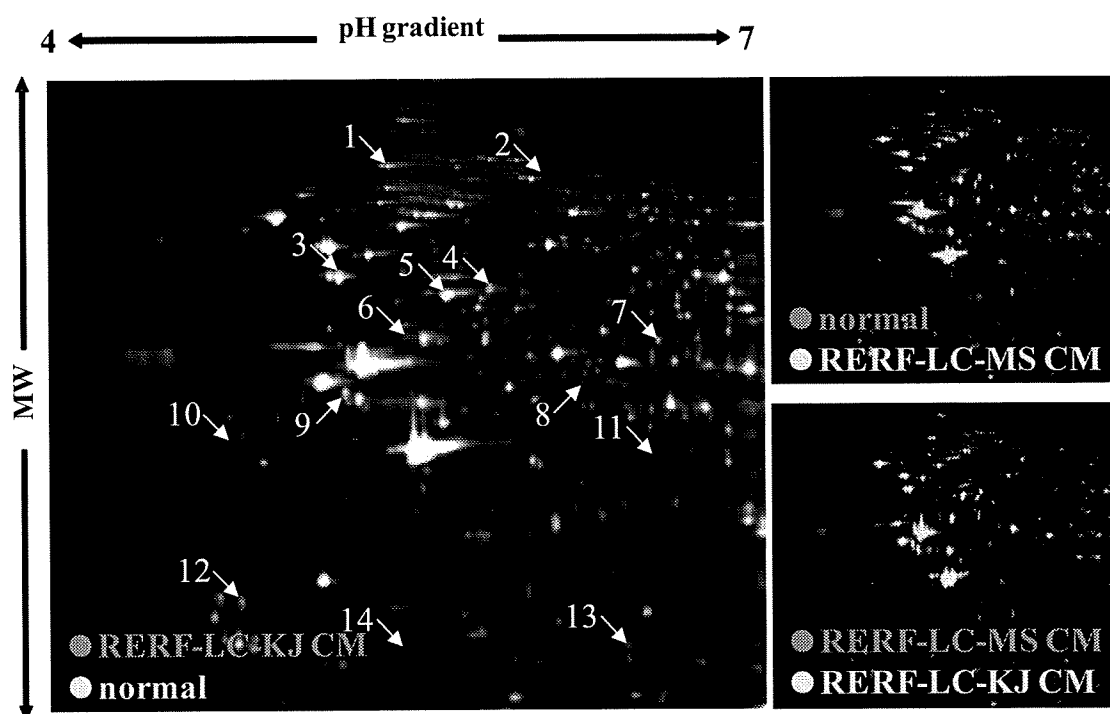 4 pH gradient 7
MW
1
2
3
4
5
6
7
8
9
10
11
12
13
14
RERF-LC-KJ CM
normal
normal
RERF-LC-MS CM
RERF-LC-MS CM
RERF-LC-KJ CM